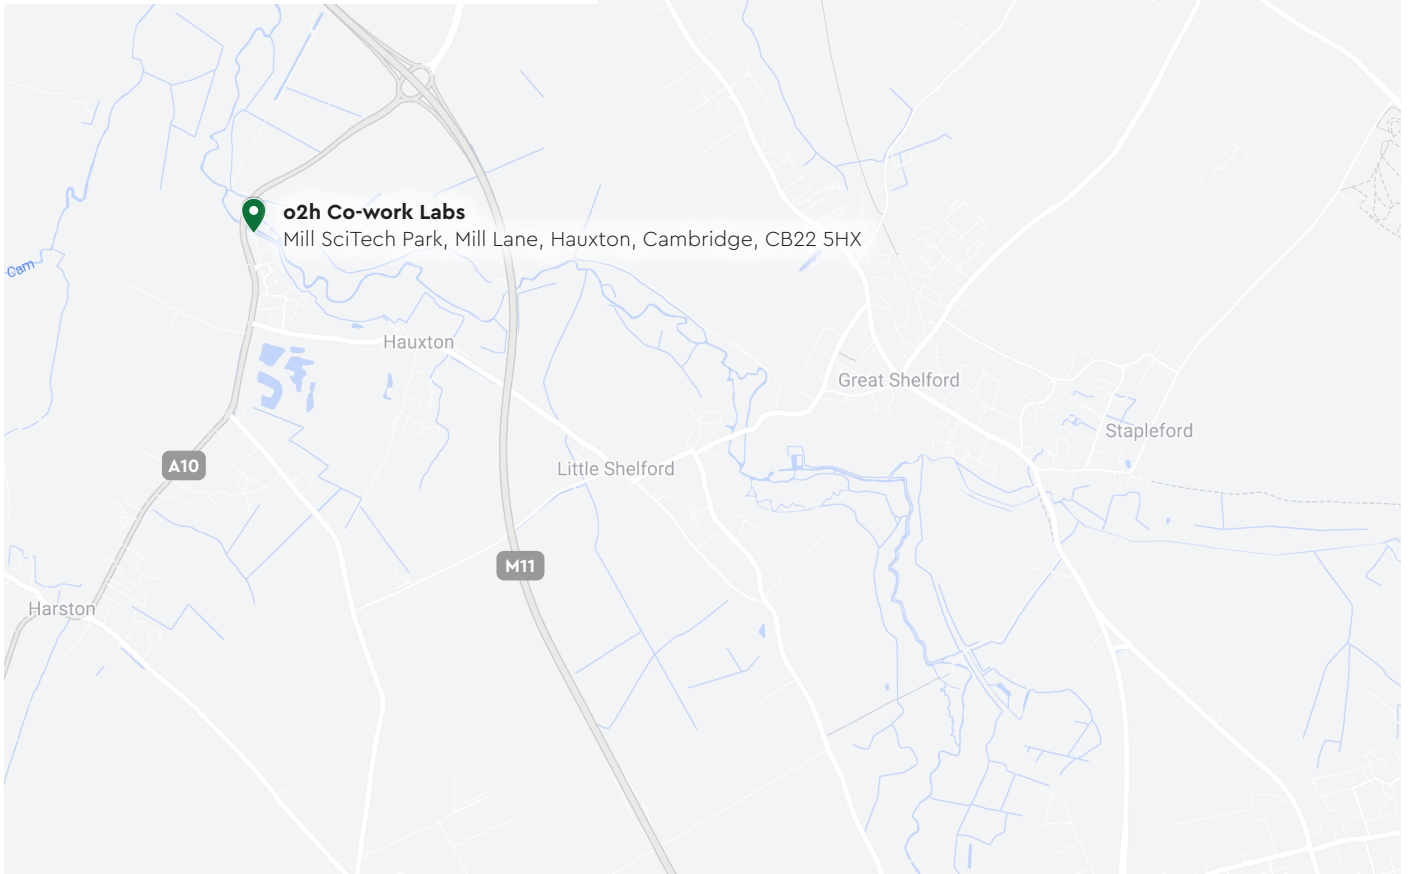 o2h Co-work Labs
Mill SciTech Park, Mill Lane, Hauxton, Cambridge, CB22 5HX
Cam
Hauxton
Great Shelford
Stapleford
A10
Little Shelford
M11
Harston